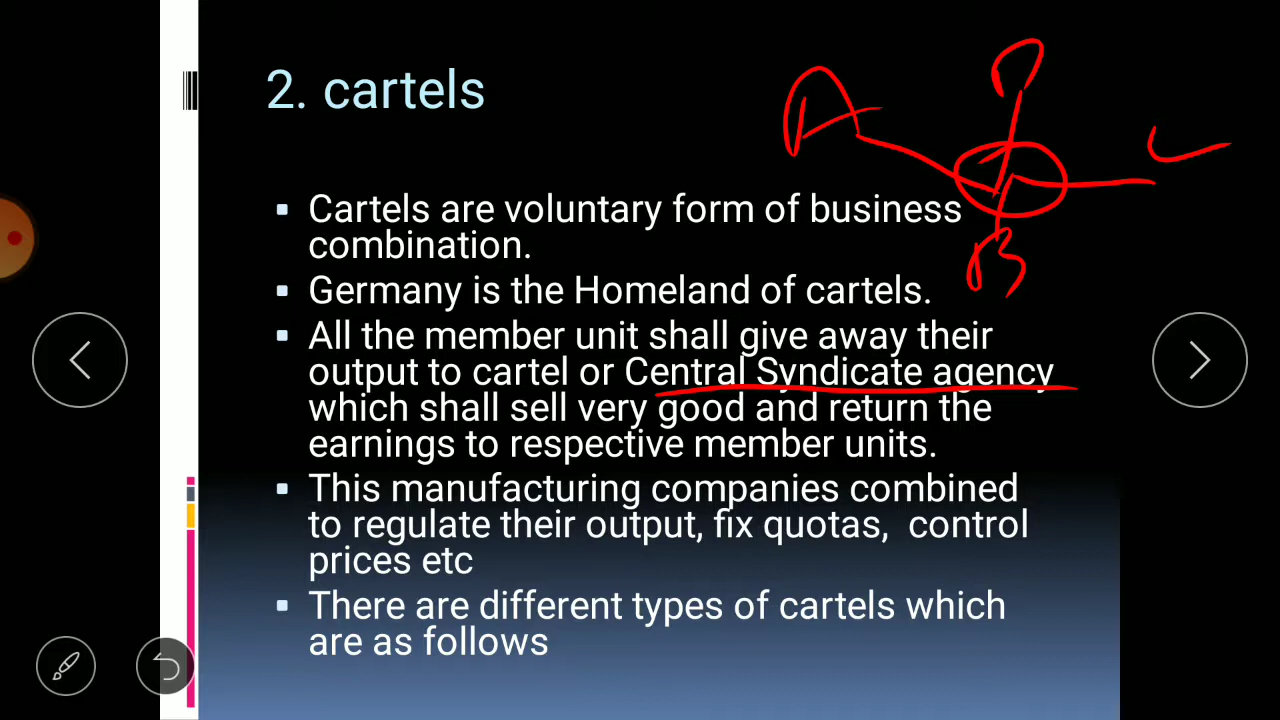 2. cartels
A
C
B
Cartels are voluntary form of business
combination.
Germany is the Homeland of cartels.
All the member unit shall give away their
output to cartel or Central Syndicate agency
which shall sell very good and return the
earnings to respective member units.
This manufacturing companies combined
to regulate their output, fix quotas, control
prices etc
There are different types of cartels which
are as follows